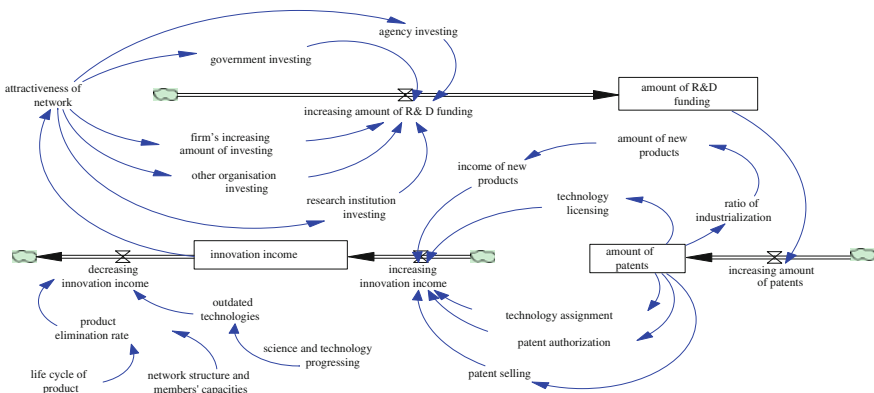 agency investing
government investing
attractiveness of
network
amount of R&D
funding
increasing amount of R& D funding
firm's increasing
amount of investing
amount of new
products
income of new
products
other organisation
investing
research institution
investing
technology
licensing
ratio of
industrialization
innovation income
amount of
patents
decreasing
innovation income
increasing
innovation income
increasing amount
of patents
outdated
technologies
technology assignment
product
elimination rate
patent authorization
science and technology
progressing
patent selling
life cycle of
product
network structure and
members' capacities